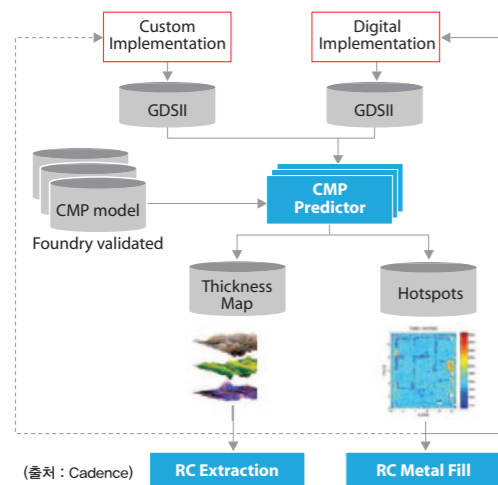 Custom
Implementation
Digital
Implementation
GDSII
GDSII
CMP model
Foundry validated
CMP
Predictor
Thickness
Map
Hotspots
(출처 : Cadence)
RC Extraction
RC Metal Fill